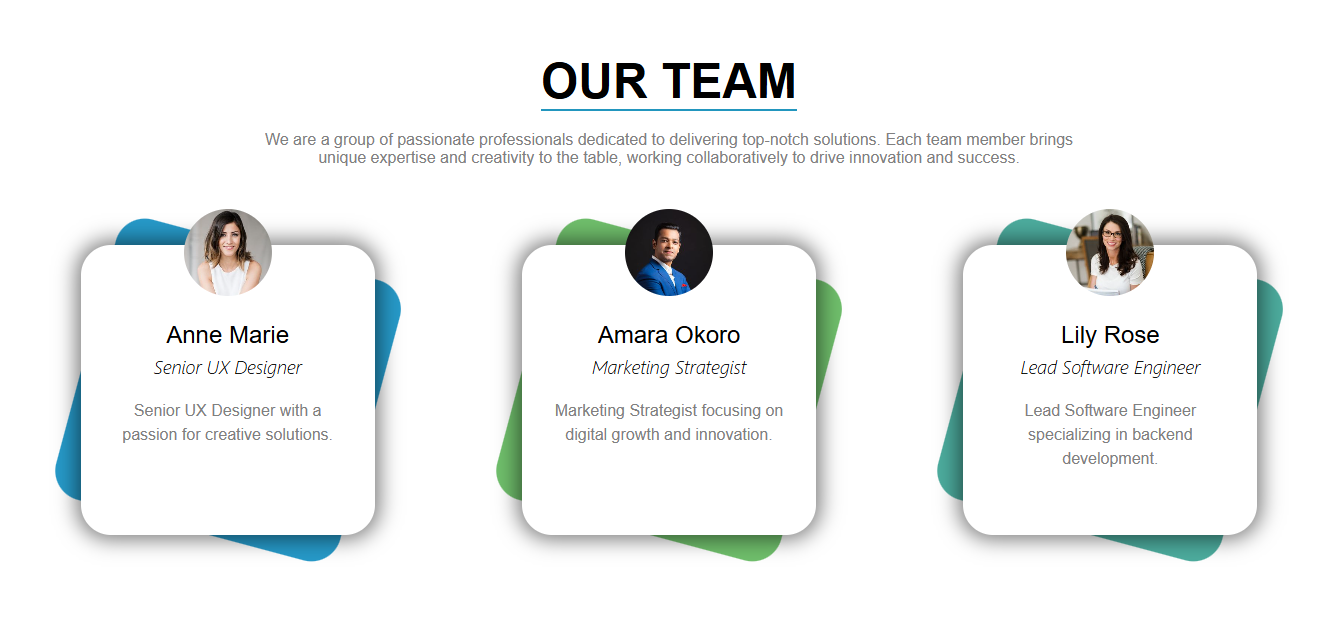 OUR TEAM
We are a group of passionate professionals dedicated to delivering top-notch solutions. Each team member brings
unique expertise and creativity to the table, working collaboratively to drive innovation and success.
Anne Marie
Senior UX Designer
Senior UX Designer with a
passion for creative solutions.
Amara Okoro
Marketing Strategist
Marketing Strategist focusing on
digital growth and innovation.
Lily Rose
Lead Software Engineer
Lead Software Engineer
specializing in backend
development.